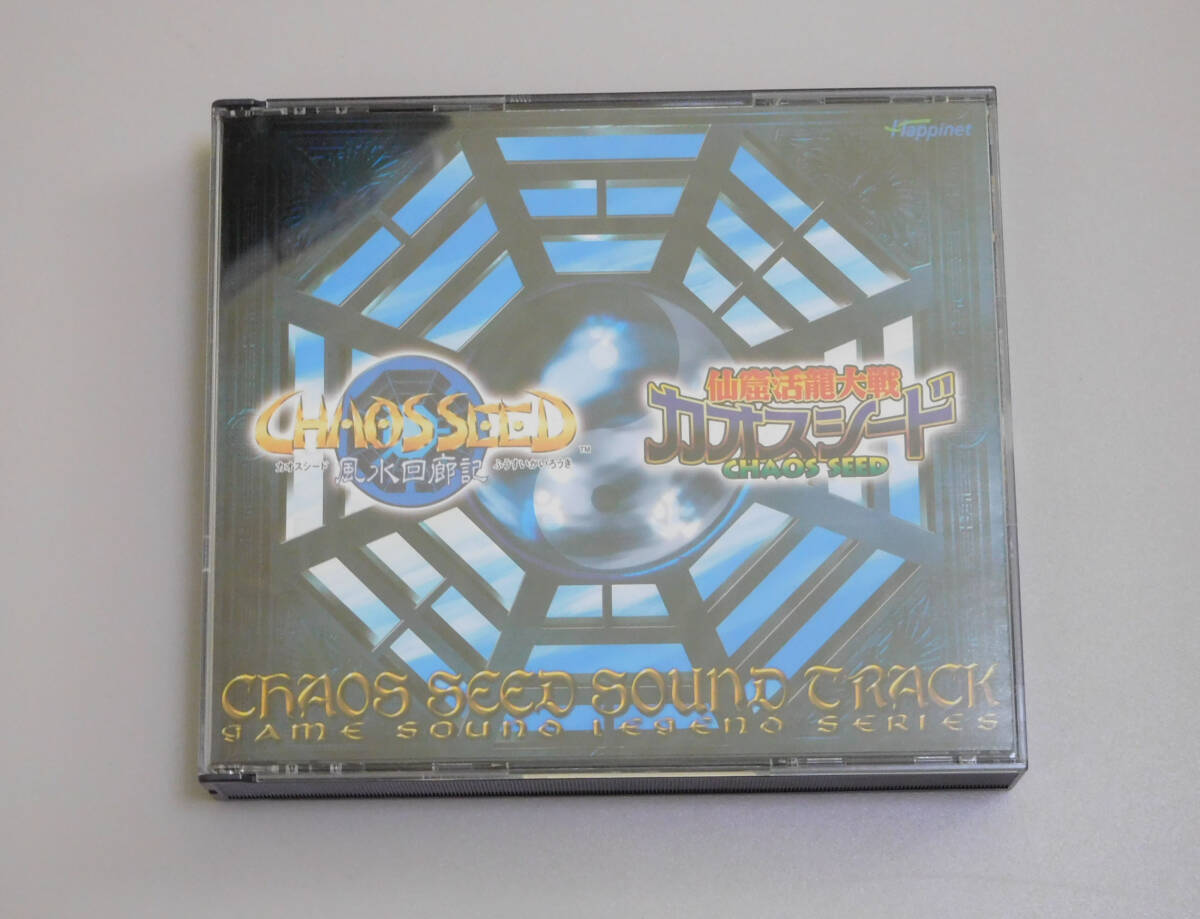 Happinet
CHAOS SEED™
カオスシード 風水回廊記 ふうすいかいろうき
仙窟活龍大戦
カオスシード
CHAOS SEED
CHAOS SEED SOUND TRACK
GAME SOUND LEGEND SERIES